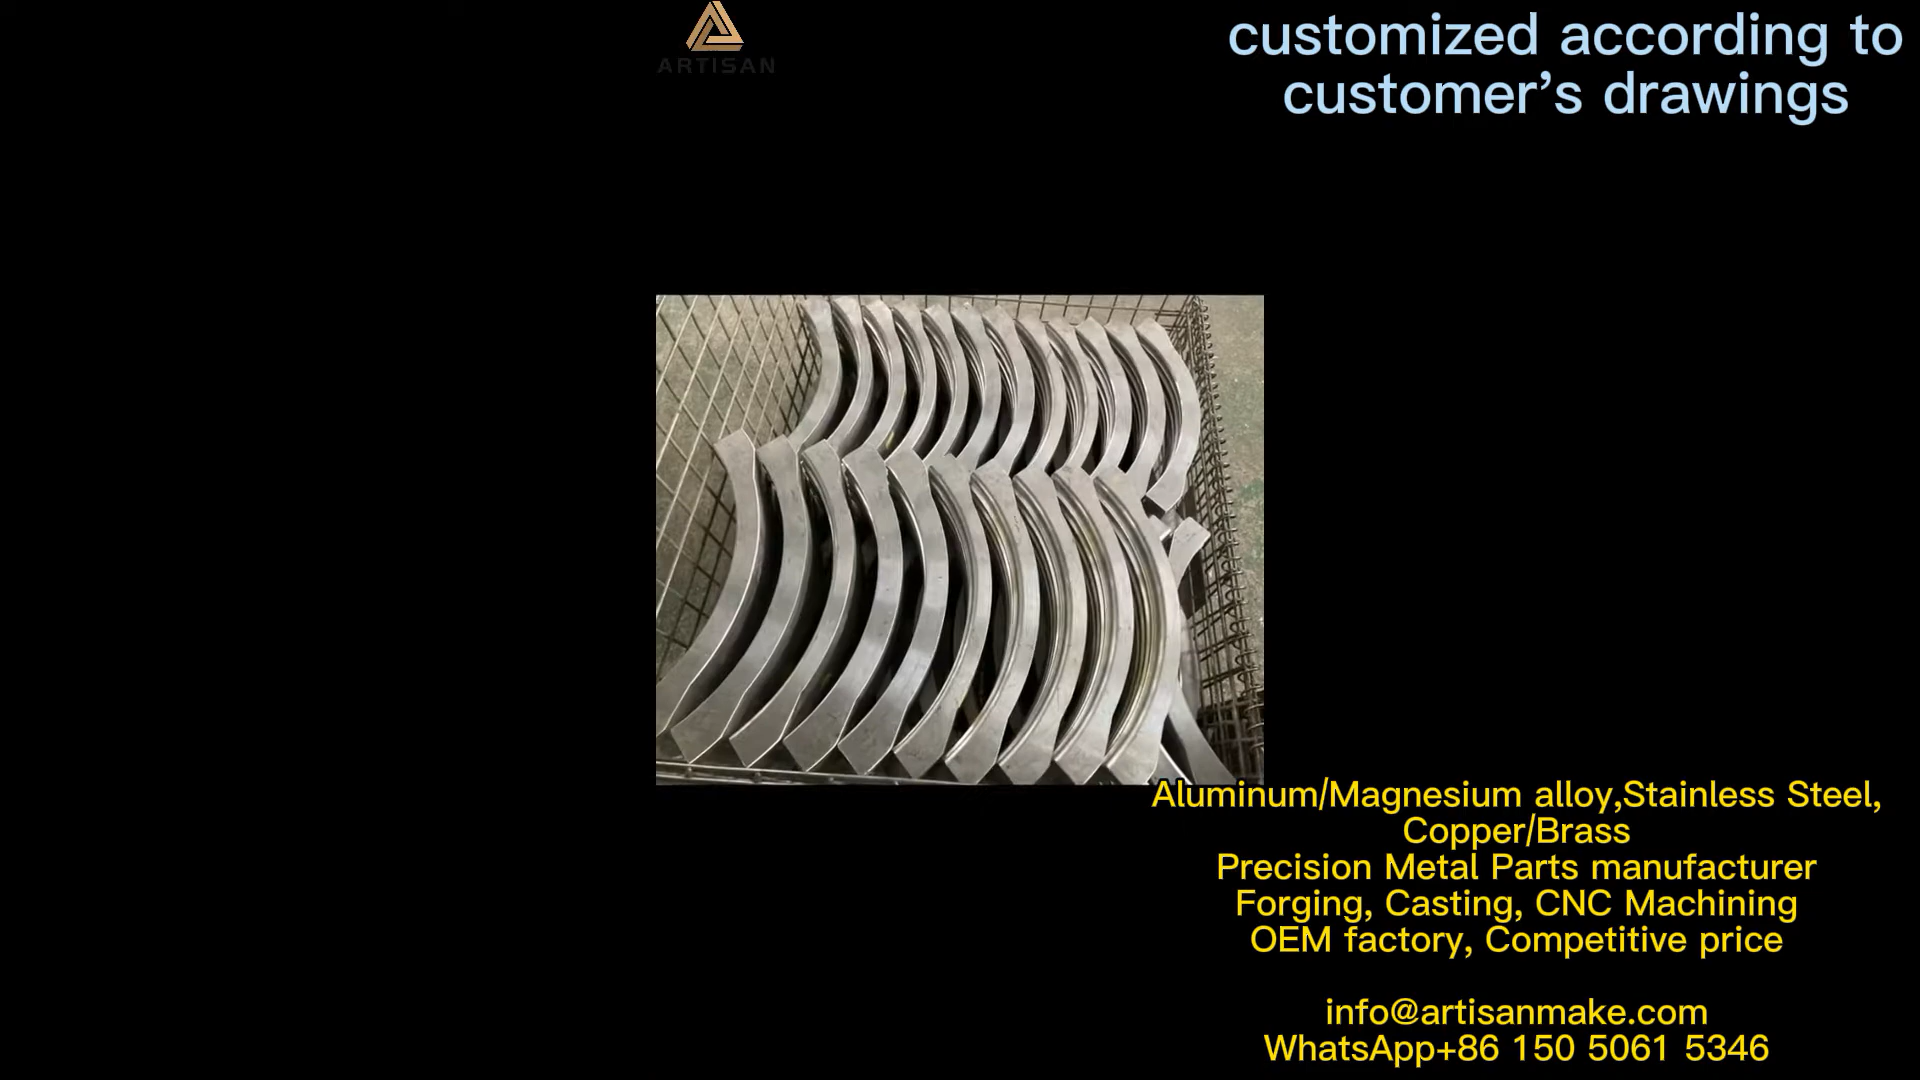 ARTISAN
customized according to
customer’s drawings
Aluminum/Magnesium alloy,Stainless Steel,
Copper/Brass
Precision Metal Parts manufacturer
Forging, Casting, CNC Machining
OEM factory, Competitive price
info@artisanmake.com
WhatsApp+86 150 5061 5346